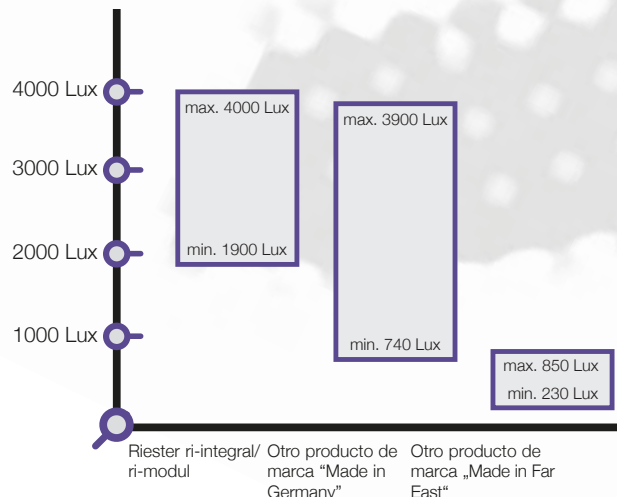 4000 Lux
3000 Lux
2000 Lux
1000 Lux
max. 4000 Lux
min. 1900 Lux
max. 3900 Lux
min. 740 Lux
max. 850 Lux
min. 230 Lux
Riester ri-integral/
ri-modul
Otro producto de
marca “Made in
Germany”
Otro producto de
marca „Made in Far
East“